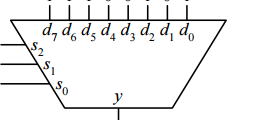 d₇ d₆ d₅ d₄ d₃ d₂ d₁ d₀
s₂
s₁
s₀
y